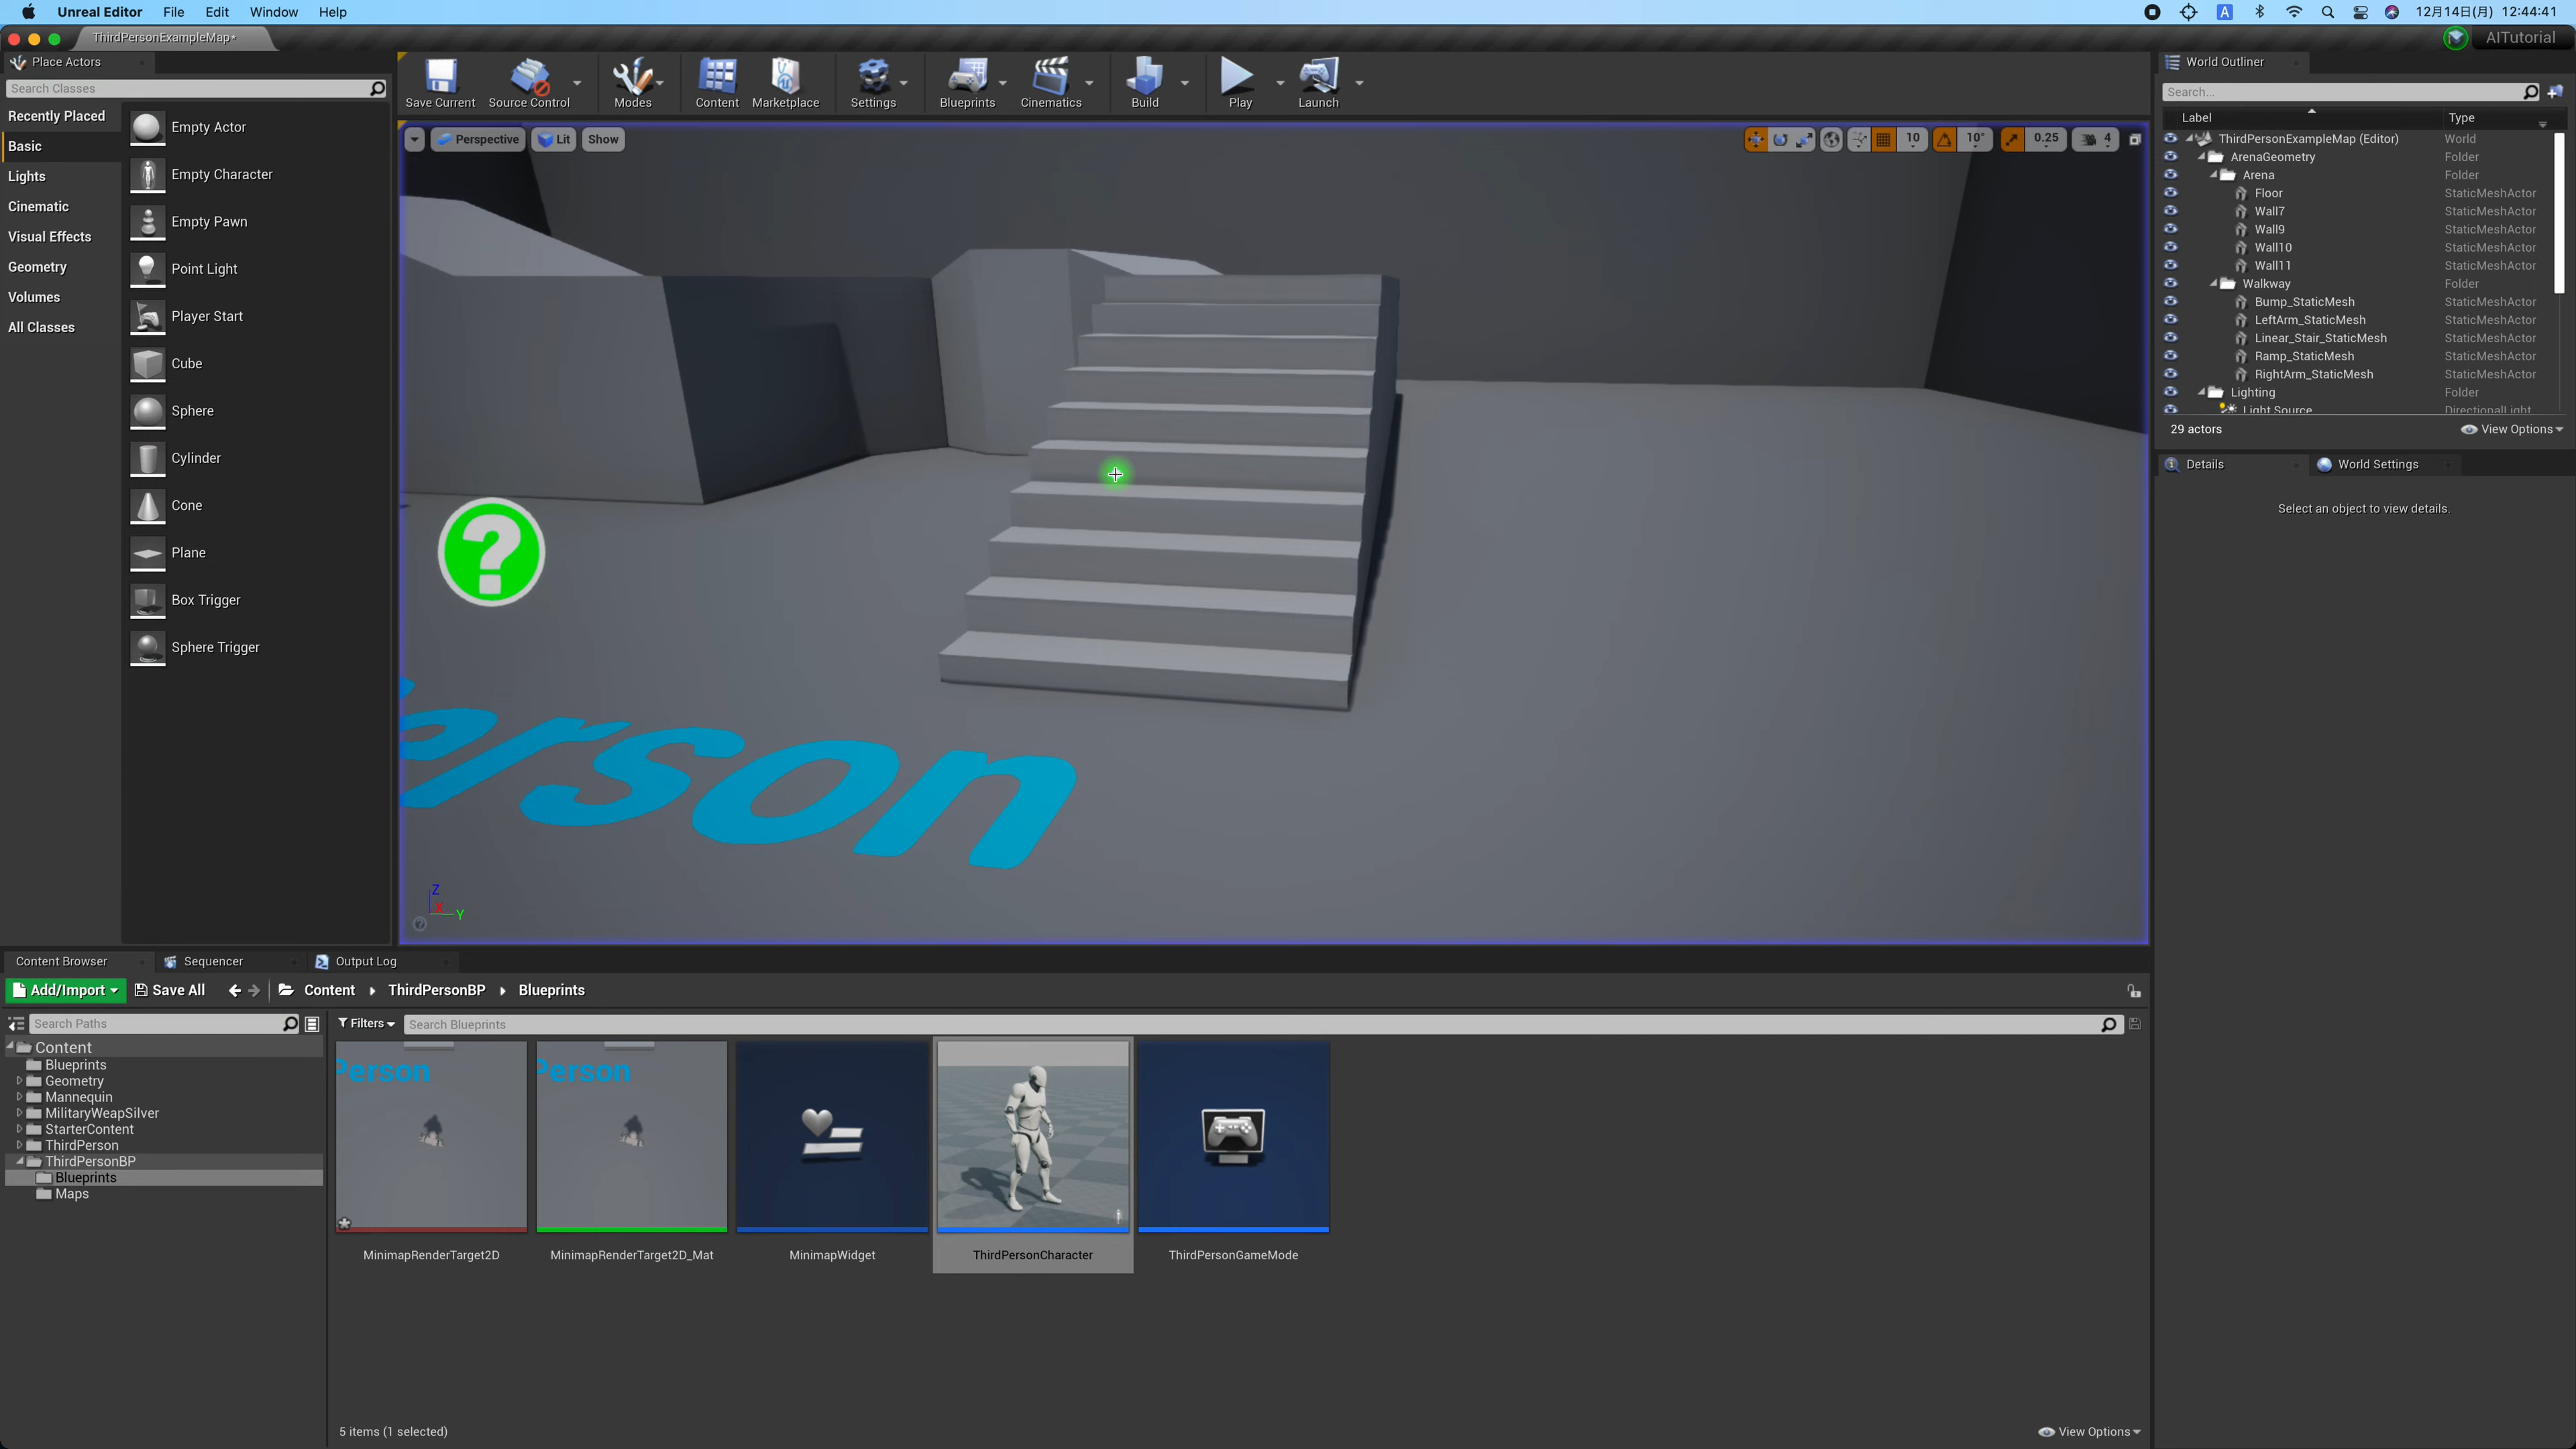 Unreal Editor File Edit Window Help
A 12月14日(月) 12:44:41
ThirdPersonExampleMap*
AITutorial
Place Actors
Search Classes
Recently Placed
Basic
Lights
Cinematic
Visual Effects
Geometry
Volumes
All Classes
Empty Actor
Empty Character
Empty Pawn
Point Light
Player Start
Cube
Sphere
Cylinder
Cone
Plane
Box Trigger
Sphere Trigger
Save Current Source Control Modes Content Marketplace Settings Blueprints Cinematics Build Play Launch
Perspective Lit Show
10 10° 0.25 4
?
erson
Z
X
Y
World Outliner
Search...
Label Type
ThirdPersonExampleMap (Editor) World
ArenaGeometry Folder
Arena Folder
Floor StaticMeshActor
Wall7 StaticMeshActor
Wall9 StaticMeshActor
Wall10 StaticMeshActor
Wall11 StaticMeshActor
Walkway Folder
Bump_StaticMesh StaticMeshActor
LeftArm_StaticMesh StaticMeshActor
Linear_Stair_StaticMesh StaticMeshActor
Ramp_StaticMesh StaticMeshActor
RightArm_StaticMesh StaticMeshActor
Lighting Folder
Light Source DirectionalLight
29 actors View Options
Details World Settings
Select an object to view details.
Content Browser Sequencer Output Log
Add/Import Save All Content ThirdPersonBP Blueprints
Search Paths
Filters Search Blueprints
Content
Blueprints
Geometry
Mannequin
MilitaryWeapSilver
StarterContent
ThirdPerson
ThirdPersonBP
Blueprints
Maps
Person
Person
MinimapRenderTarget2D MinimapRenderTarget2D_Mat MinimapWidget ThirdPersonCharacter ThirdPersonGameMode
5 items (1 selected) View Options